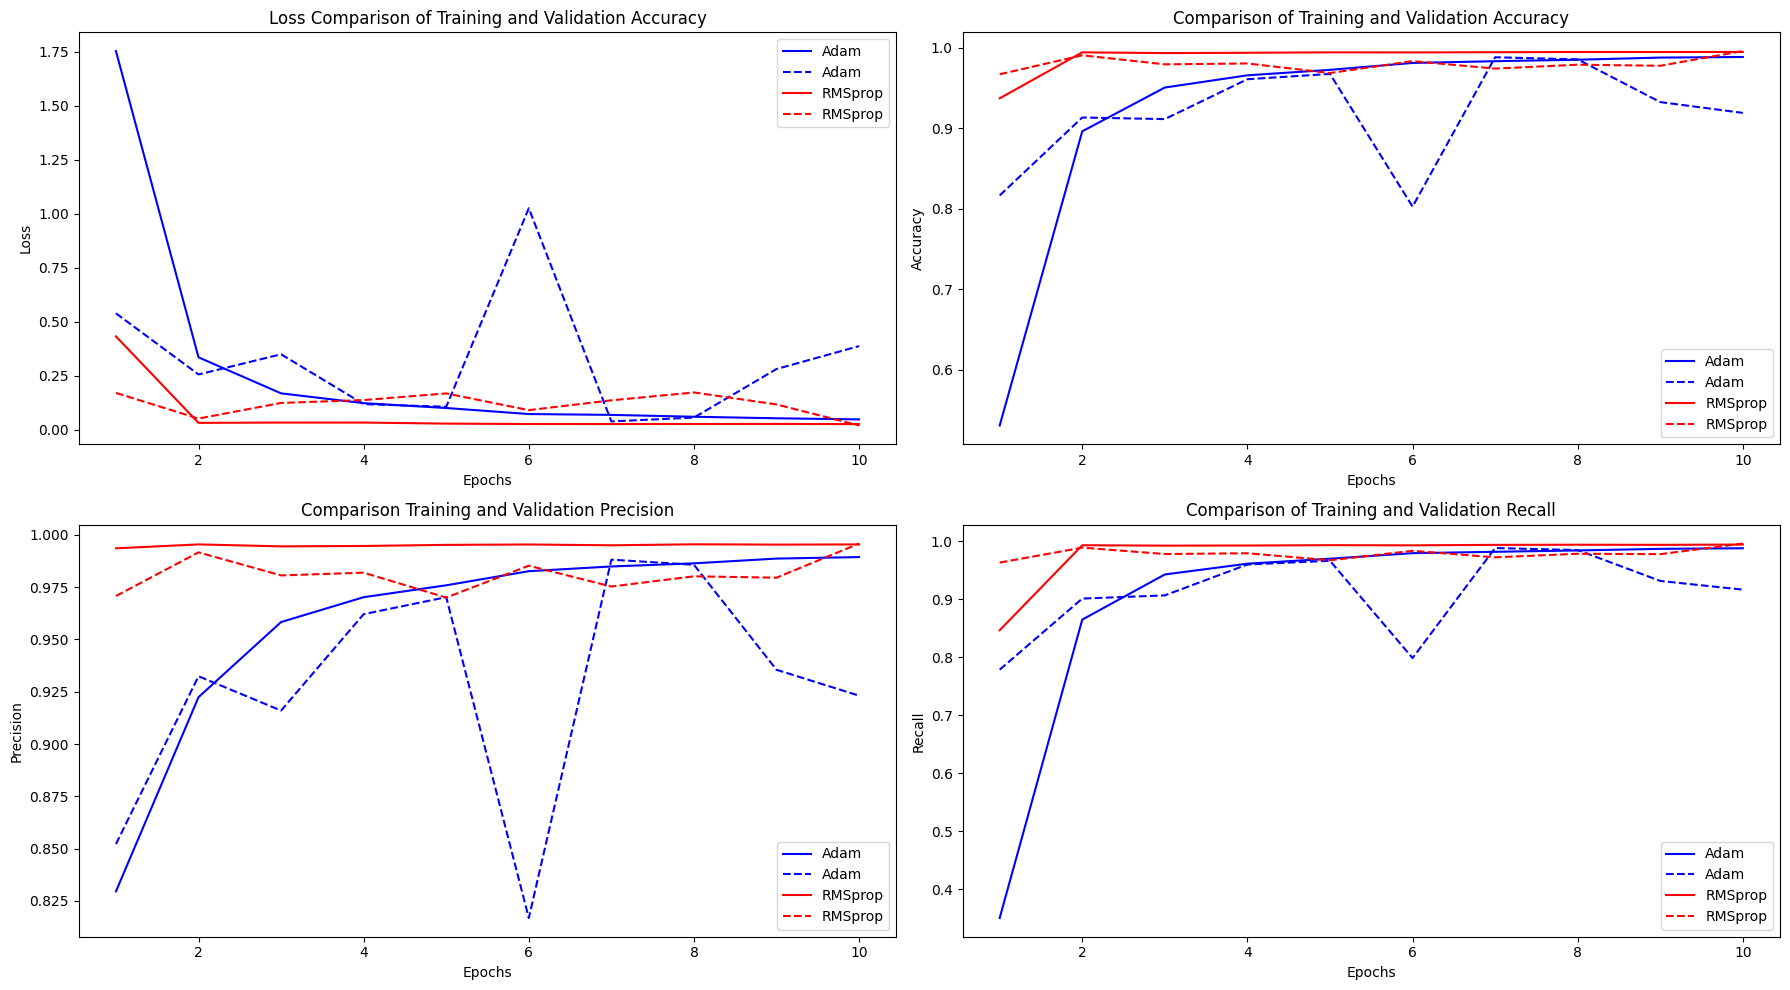 Loss Comparison of Training and Validation Accuracy
1.75
1.50
1.25
1.00
0.75
0.50
0.25
0.00
Loss
2 4 6 8 10
Epochs
Adam
Adam
RMSprop
RMSprop
Comparison of Training and Validation Accuracy
1.0
0.9
0.8
0.7
0.6
Accuracy
2 4 6 8 10
Epochs
Adam
Adam
RMSprop
RMSprop
Comparison Training and Validation Precision
1.000
0.975
0.950
0.925
0.900
0.875
0.850
0.825
Precision
2 4 6 8 10
Epochs
Adam
Adam
RMSprop
RMSprop
Comparison of Training and Validation Recall
1.0
0.9
0.8
0.7
0.6
0.5
0.4
Recall
2 4 6 8 10
Epochs
Adam
Adam
RMSprop
RMSprop